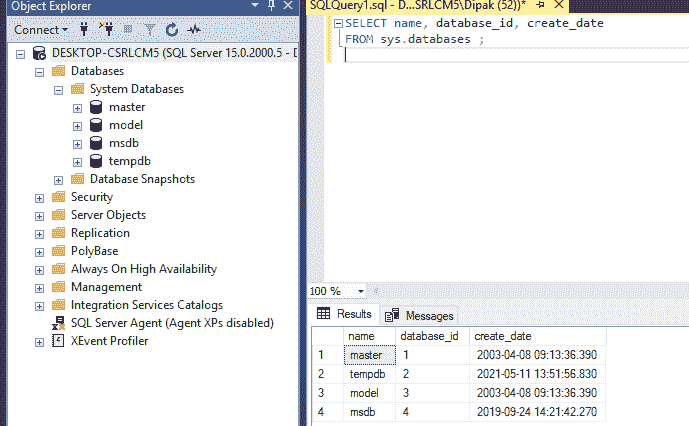 Object Explorer
Connect
DESKTOP-CSRLCM5 (SQL Server 15.0.2000.5 - D
Databases
System Databases
master
model
msdb
tempdb
Database Snapshots
Security
Server Objects
Replication
PolyBase
Always On High Availability
Management
Integration Services Catalogs
SQL Server Agent (Agent XPs disabled)
XEvent Profiler
SQLQuery1.sql - D...SRLCM5\Dipak (52))*
SELECT name, database_id, create_date
FROM sys.databases ;
100 %
Results Messages
name database_id create_date
1 master 1 2003-04-08 09:13:36.390
2 tempdb 2 2021-05-11 13:51:56.830
3 model 3 2003-04-08 09:13:36.390
4 msdb 4 2019-09-24 14:21:42.270